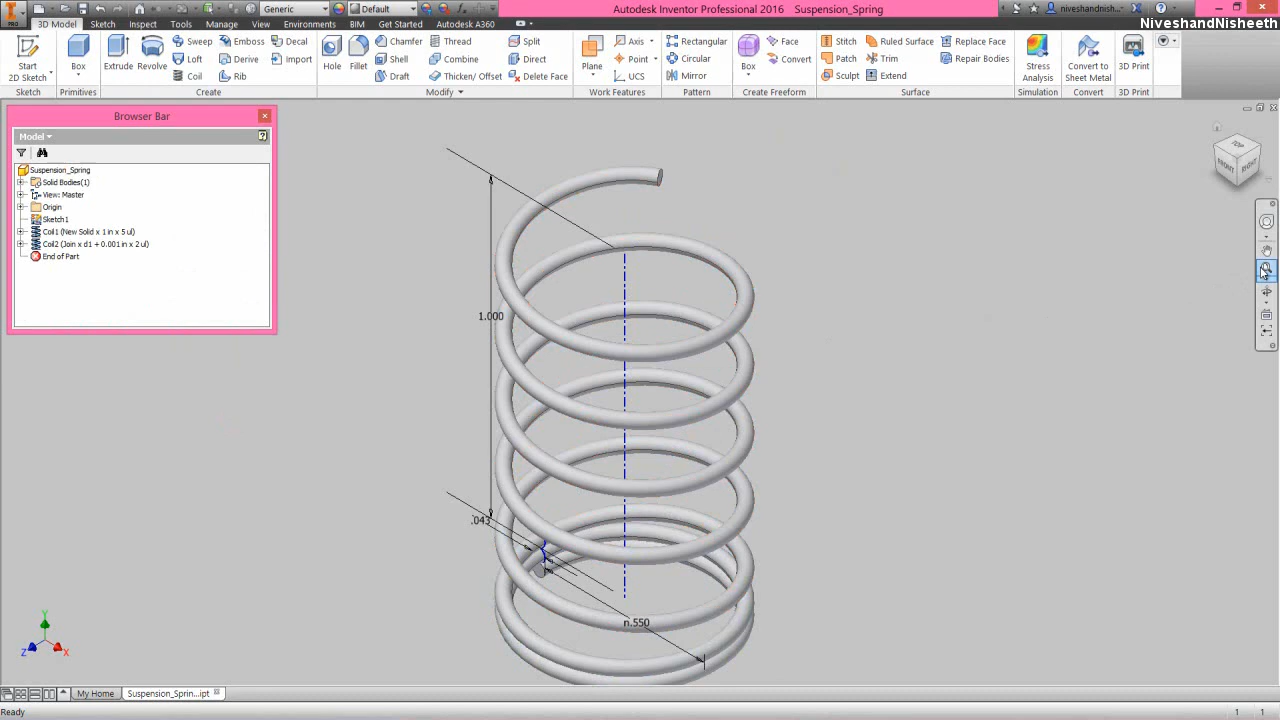 Autodesk Inventor Professional 2016 Suspension_Spring
Generic
Default
niveshandnish...
NiveshandNisheeth
PRO
3D Model Sketch Inspect Tools Manage View Environments BIM Get Started Autodesk A360
Start
2D Sketch
Box
Extrude
Revolve
Sweep
Loft
Coil
Emboss
Derive
Rib
Decal
Import
Hole
Fillet
Chamfer
Shell
Draft
Thread
Combine
Thicken/ Offset
Split
Direct
Delete Face
Plane
Axis
Point
UCS
Rectangular
Circular
Mirror
Box
Face
Convert
Stitch
Patch
Sculpt
Ruled Surface
Trim
Extend
Replace Face
Repair Bodies
Stress
Analysis
Convert to
Sheet Metal
3D Print
Sketch Primitives Create Modify Work Features Pattern Create Freeform Surface Simulation Convert 3D Print
Browser Bar
Model
Suspension_Spring
Solid Bodies(1)
View: Master
Origin
Sketch1
Coil1 (New Solid x 1 in x 5 ul)
Coil2 (Join x d1 + 0.001 in x 2 ul)
End of Part
TOP
FRONT
RIGHT
1.000
.043
n.550
Y
Z
X
My Home
Suspension_Sprin...ipt
Ready
1 1